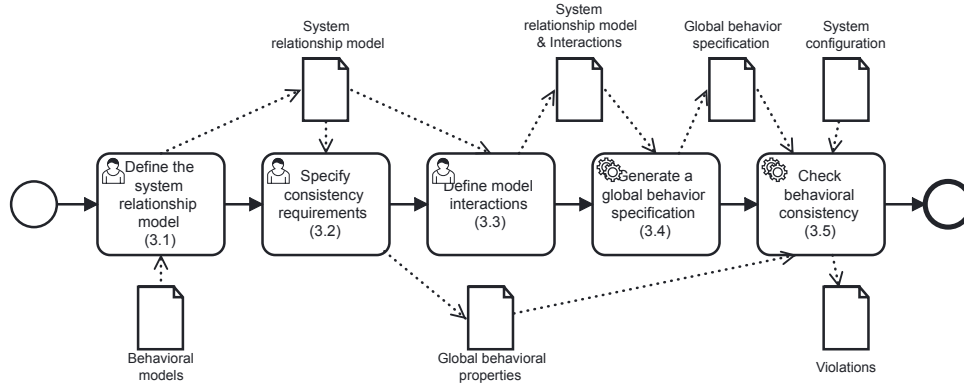 System
relationship model
System
relationship model
& Interactions
Global behavior
specification
System
configuration
Define the
system
relationship
model
(3.1)
Specify
consistency
requirements
(3.2)
Define model
interactions
(3.3)
Generate a
global behavior
specification
(3.4)
Check
behavioral
consistency
(3.5)
Behavioral
models
Global behavioral
properties
Violations